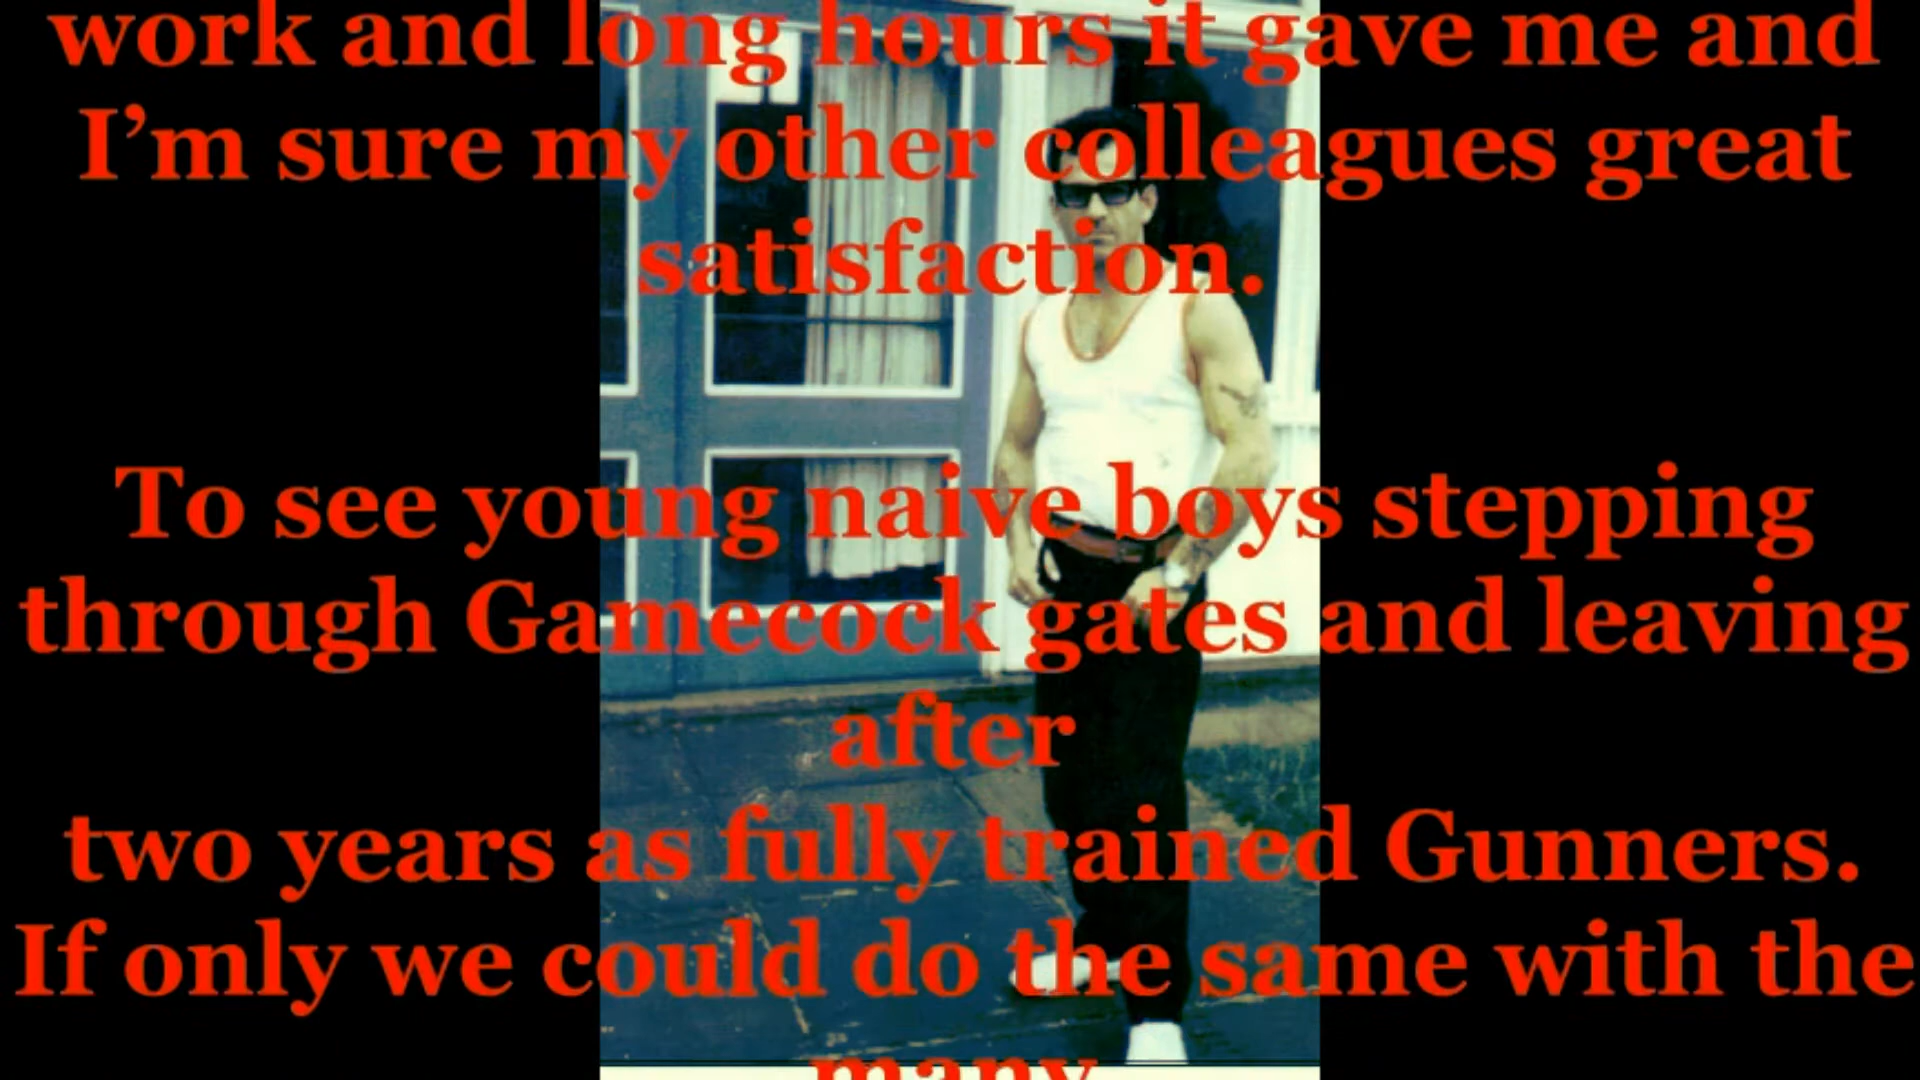 work and long hours it gave me and
I’m sure my other colleagues great
satisfaction.
To see young naive boys stepping
through Gamecock gates and leaving
after
two years as fully trained Gunners.
If only we could do the same with the
many